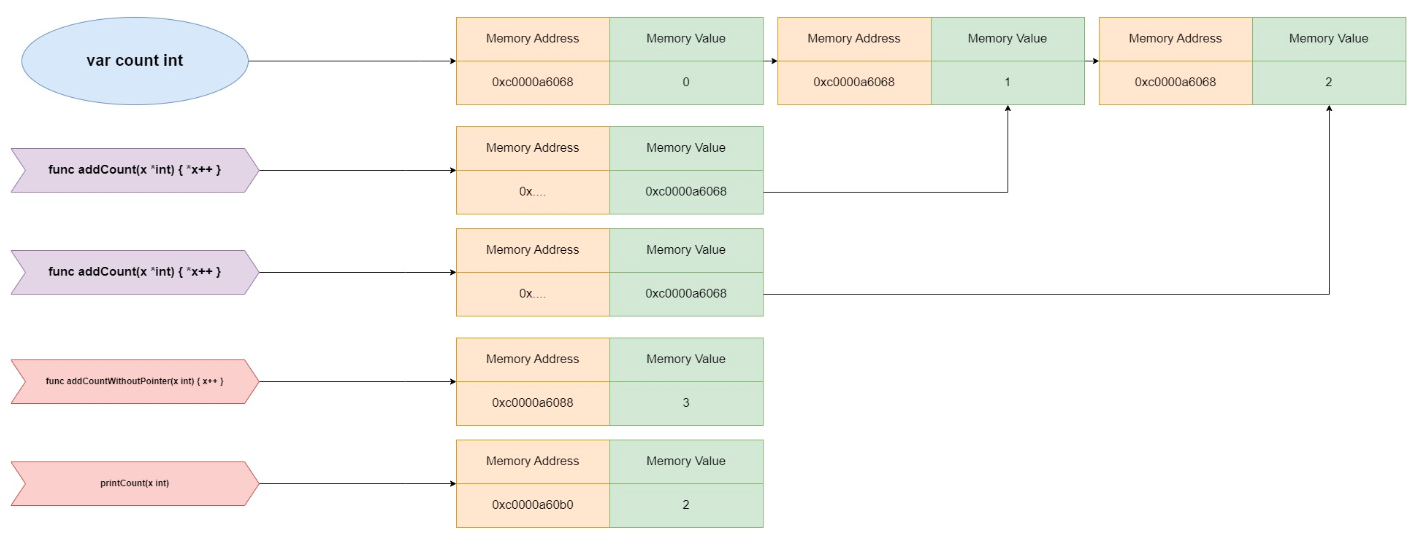 var count int
Memory Address
Memory Value
0xc0000a6068
0
Memory Address
Memory Value
0xc0000a6068
1
Memory Address
Memory Value
0xc0000a6068
2
func addCount(x *int) { *x++ }
Memory Address
Memory Value
0x....
0xc0000a6068
func addCount(x *int) { *x++ }
Memory Address
Memory Value
0x....
0xc0000a6068
func addCountWithoutPointer(x int) { x++ }
Memory Address
Memory Value
0xc0000a6088
3
printCount(x int)
Memory Address
Memory Value
0xc0000a60b0
2